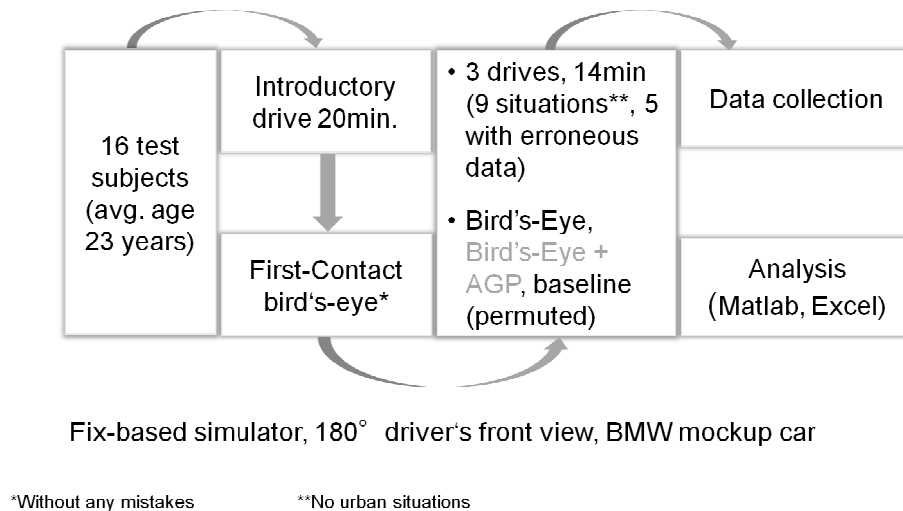 16 test
subjects
(avg. age
23 years)
Introductory
drive 20min.
First-Contact
bird‘s-eye*
• 3 drives, 14min
(9 situations**, 5
with erroneous
data)
• Bird’s-Eye,
Bird’s-Eye +
AGP, baseline
(permuted)
Data collection
Analysis
(Matlab, Excel)
Fix-based simulator, 180° driver‘s front view, BMW mockup car
*Without any mistakes
**No urban situations